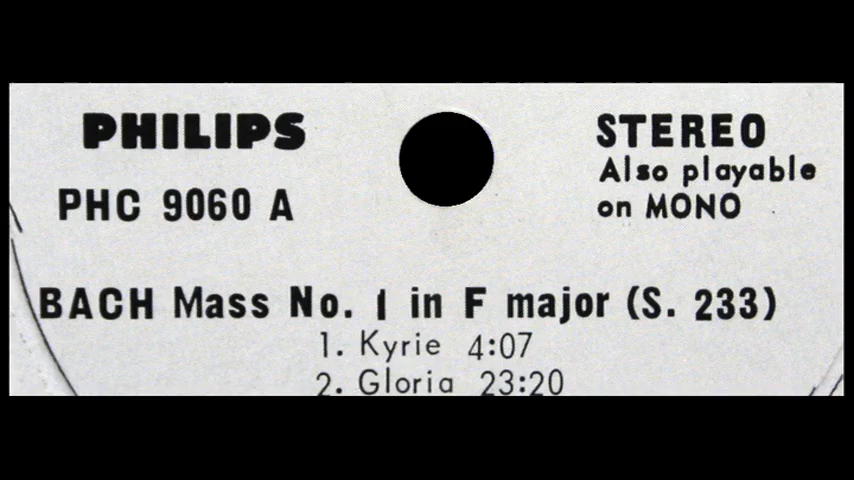 PHILIPS
PHC 9060 A
STEREO
Also playable
on MONO
BACH Mass No. 1 in F major (S. 233)
1. Kyrie 4:07
2. Gloria 23:20